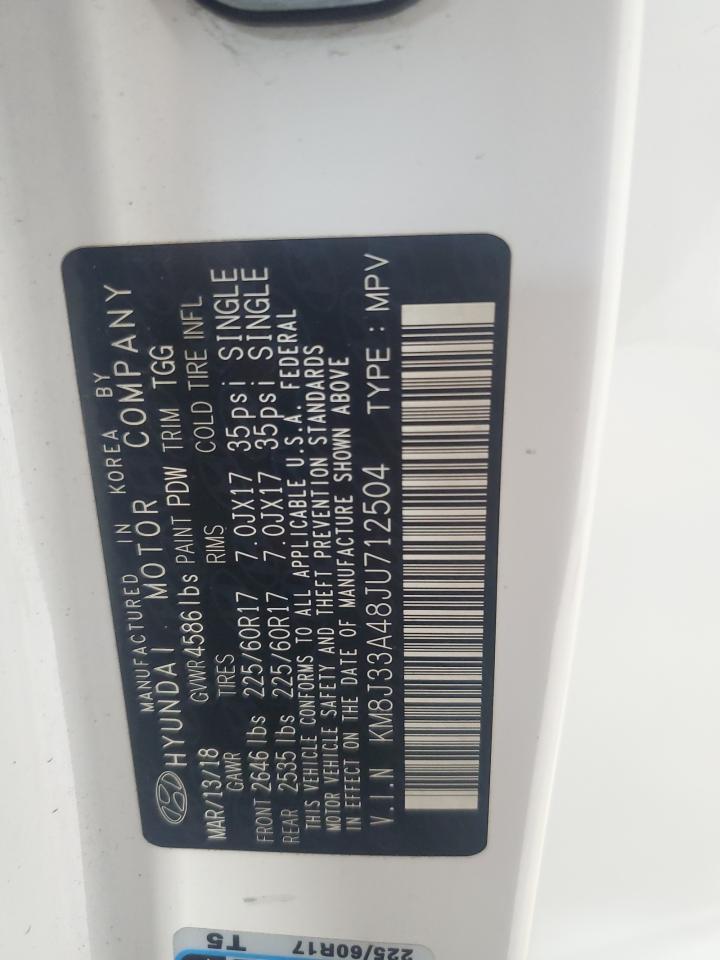 MANUFACTURED IN KOREA BY
HYUNDAI MOTOR COMPANY
MAR/13/18 GVWR 4586 lbs PAINT PDW TRIM TGG
GAWR TIRES RIMS COLD TIRE INFL
FRONT 2646 lbs 225/60R17 7.0JX17 35psi SINGLE
REAR 2535 lbs 225/60R17 7.0JX17 35psi SINGLE
THIS VEHICLE CONFORMS TO ALL APPLICABLE U.S.A. FEDERAL
MOTOR VEHICLE SAFETY AND THEFT PREVENTION STANDARDS
IN EFFECT ON THE DATE OF MANUFACTURE SHOWN ABOVE
V.I.N KM8J33A48JU712504 TYPE : MPV
225/60R17
T5